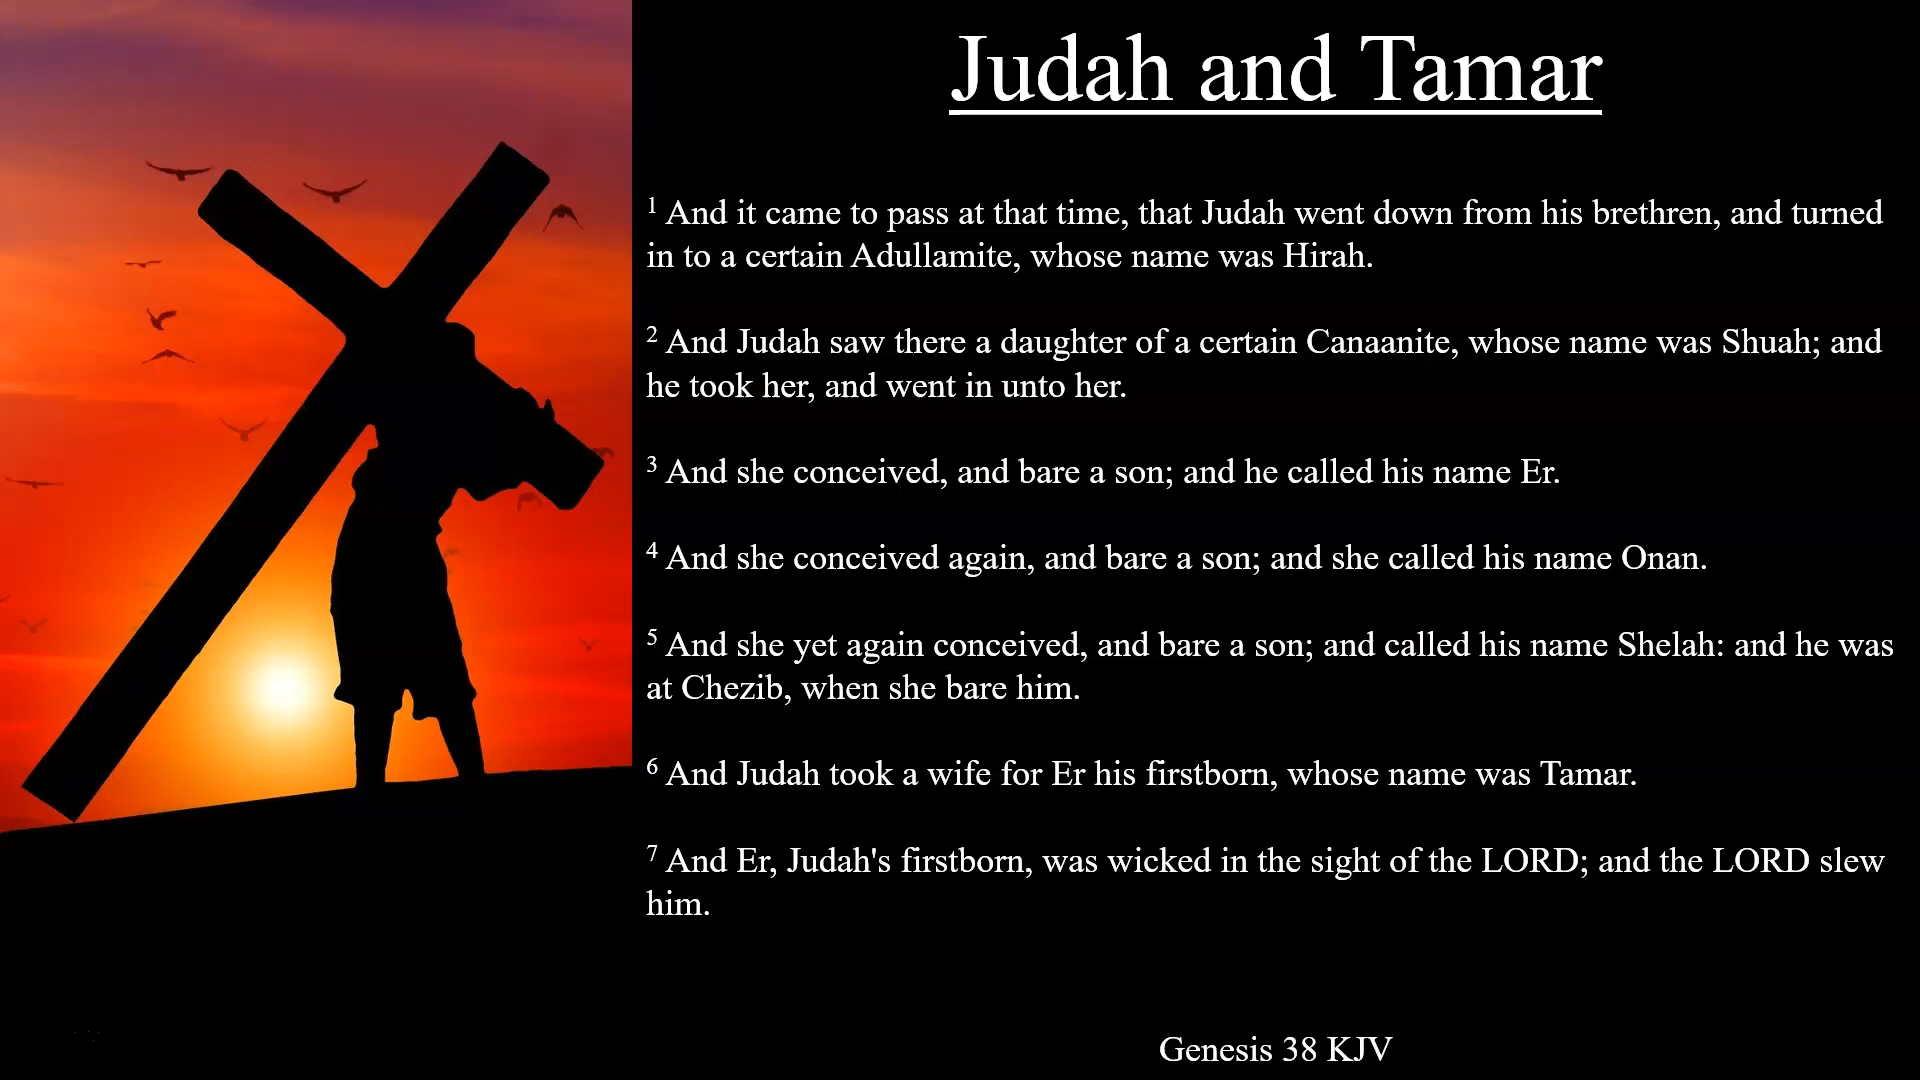 Judah and Tamar
1 And it came to pass at that time, that Judah went down from his brethren, and turned
in to a certain Adullamite, whose name was Hirah.
2 And Judah saw there a daughter of a certain Canaanite, whose name was Shuah; and
he took her, and went in unto her.
3 And she conceived, and bare a son; and he called his name Er.
4 And she conceived again, and bare a son; and she called his name Onan.
5 And she yet again conceived, and bare a son; and called his name Shelah: and he was
at Chezib, when she bare him.
6 And Judah took a wife for Er his firstborn, whose name was Tamar.
7 And Er, Judah's firstborn, was wicked in the sight of the LORD; and the LORD slew
him.
Genesis 38 KJV